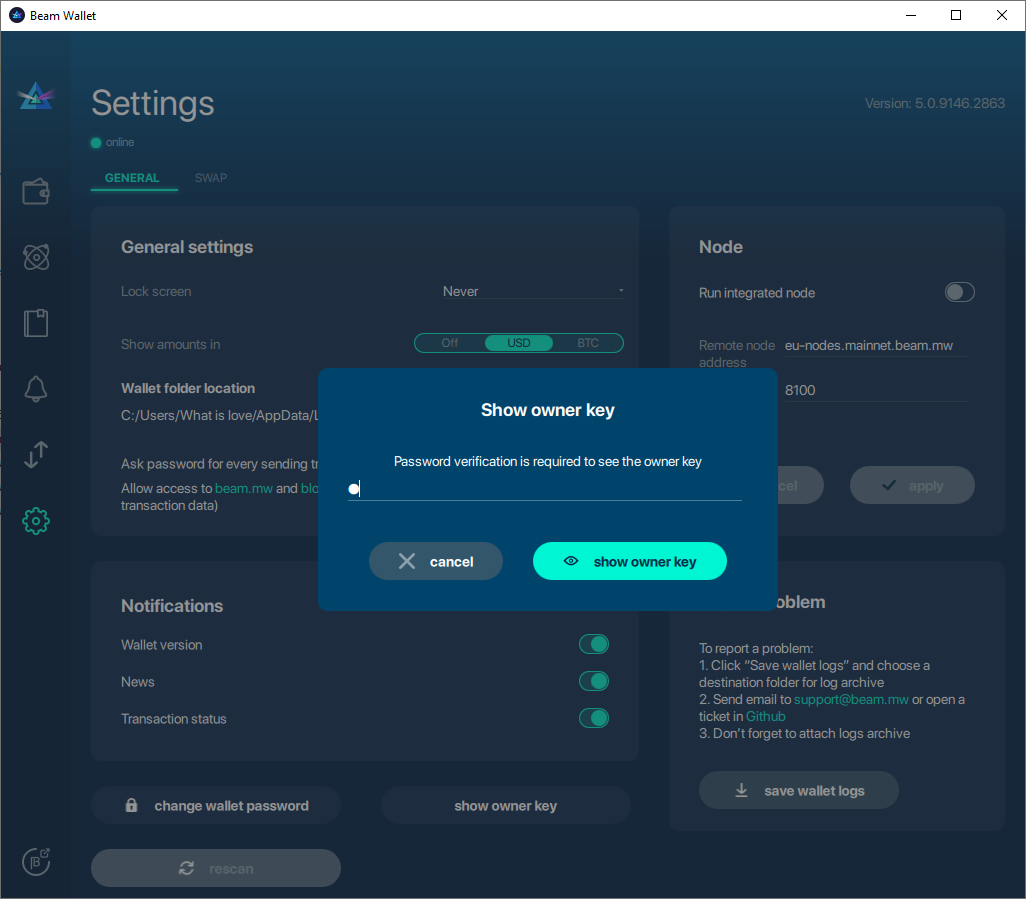 Beam Wallet
Settings
Version: 5.0.9146.2863
online
GENERAL
SWAP
General settings
Lock screen
Never
Show amounts in
Off
USD
BTC
Wallet folder location
C:/Users/What is love/AppData/L
Ask password for every sending tr
Allow access to beam.mw and blo
transaction data)
Node
Run integrated node
Remote node
address
eu-nodes.mainnet.beam.mw
8100
cel
apply
Show owner key
Password verification is required to see the owner key
cancel
show owner key
Notifications
Wallet version
News
Transaction status
oblem
To report a problem:
1. Click “Save wallet logs” and choose a
destination folder for log archive
2. Send email to support@beam.mw or open a
ticket in Github
3. Don’t forget to attach logs archive
save wallet logs
change wallet password
show owner key
rescan